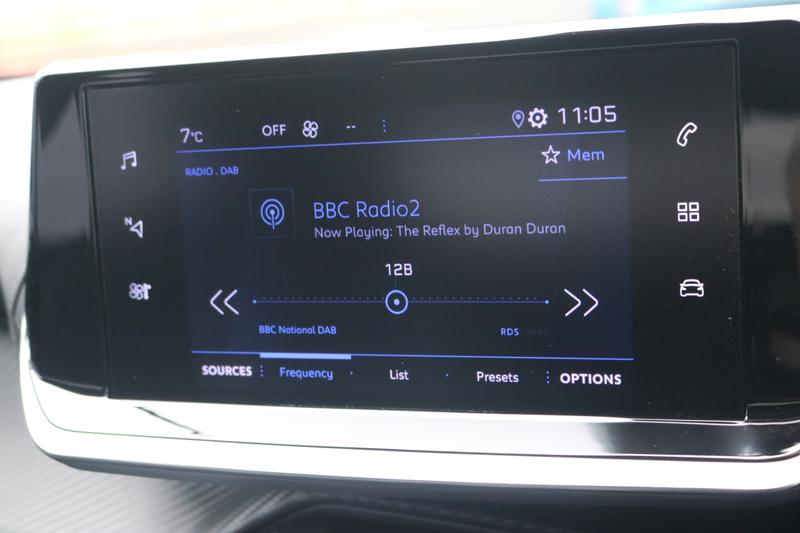 7°C OFF -- 11:05
RADIO . DAB
Mem
BBC Radio2
Now Playing: The Reflex by Duran Duran
12B
BBC National DAB RDS INFO
SOURCES Frequency List Presets OPTIONS
N